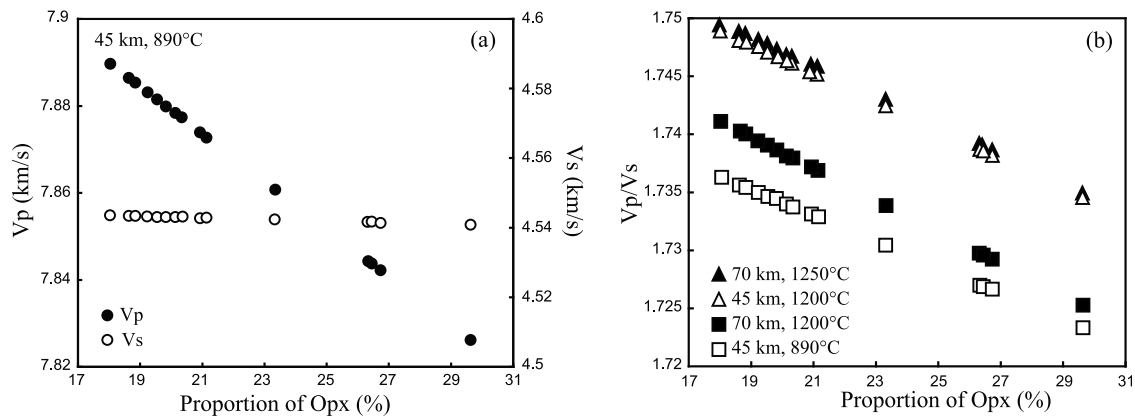 (a)
45 km, 890°C
7.9
7.88
7.86
7.84
7.82
Vp (km/s)
4.6
4.58
4.56
4.54
4.52
4.5
Vs (km/s)
Vp
Vs
17 19 21 23 25 27 29 31
Proportion of Opx (%)
(b)
1.75
1.745
1.74
1.735
1.73
1.725
1.72
Vp/Vs
70 km, 1250°C
45 km, 1200°C
70 km, 1200°C
45 km, 890°C
17 19 21 23 25 27 29 31
Proportion of Opx (%)